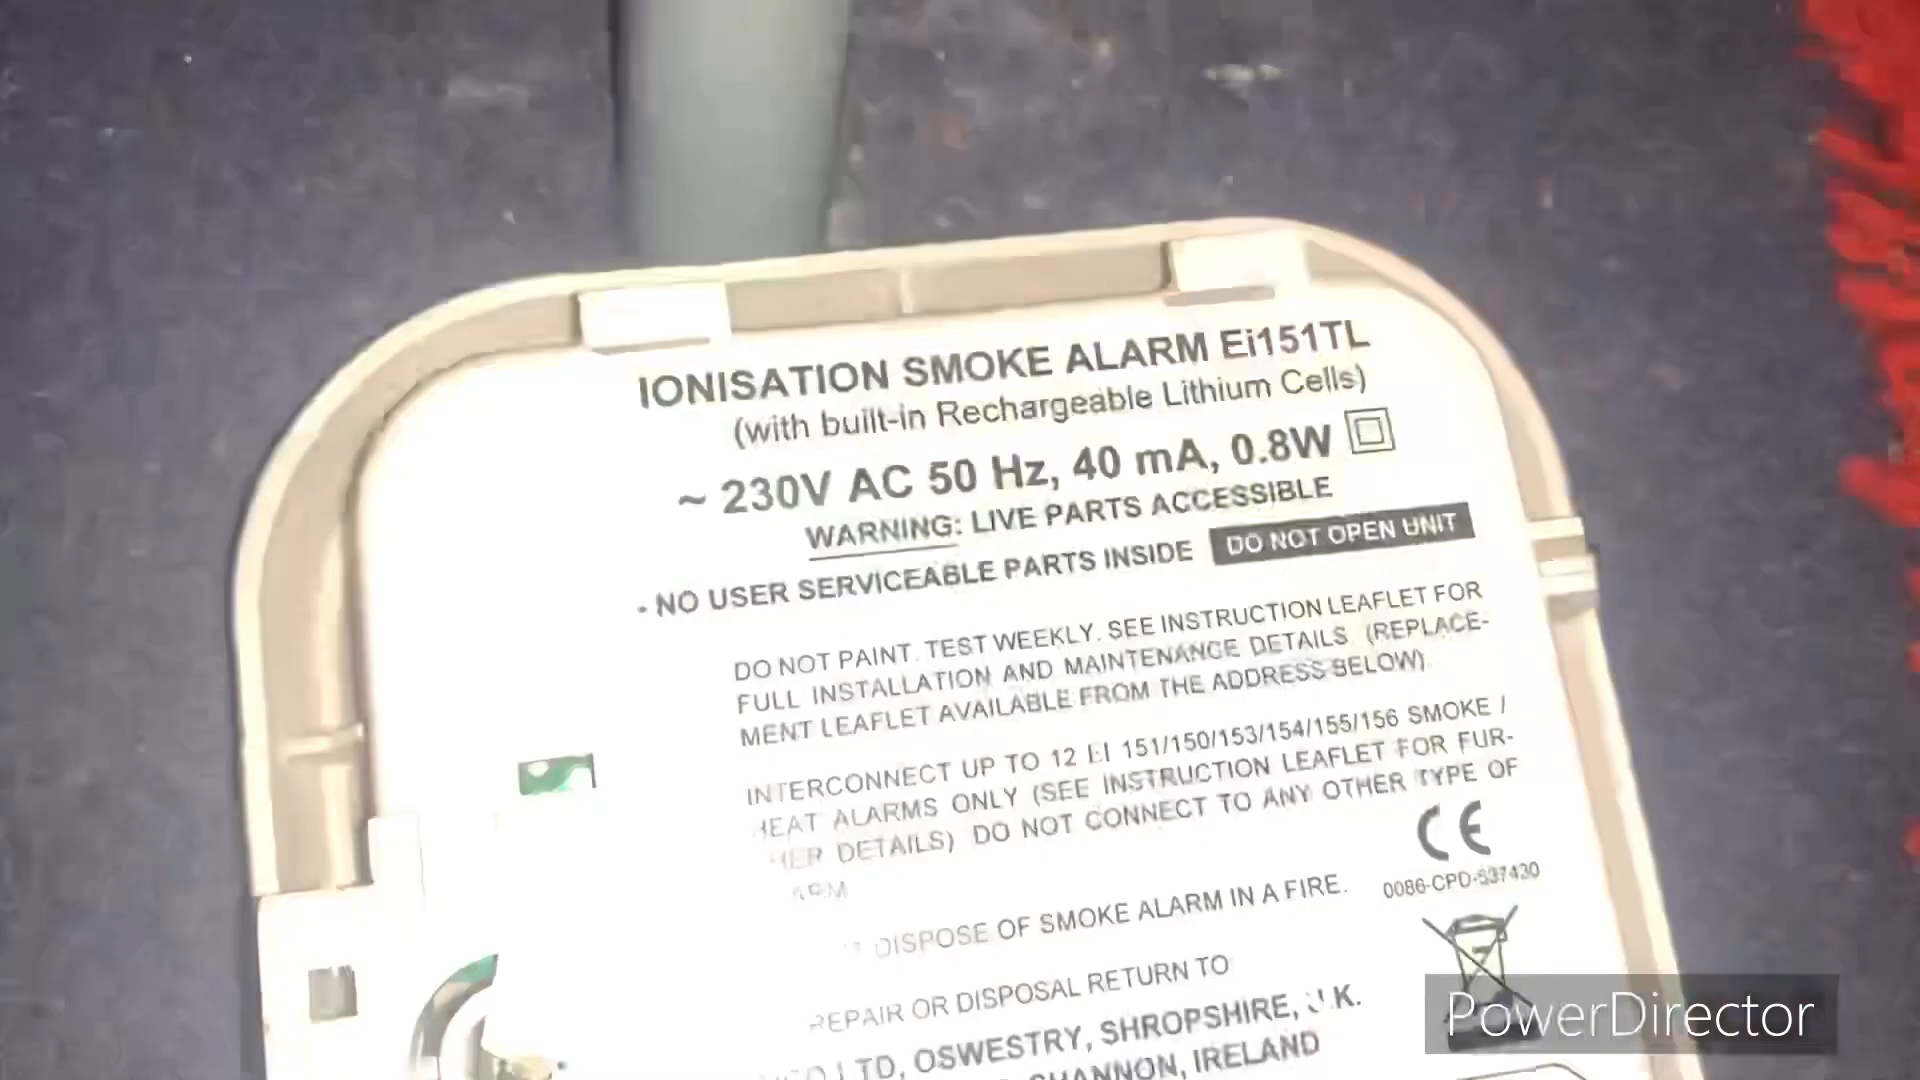 IONISATION SMOKE ALARM Ei151TL
(with built-in Rechargeable Lithium Cells)
~ 230V AC 50 Hz, 40 mA, 0.8W
WARNING: LIVE PARTS ACCESSIBLE
- NO USER SERVICEABLE PARTS INSIDE DO NOT OPEN UNIT
DO NOT PAINT. TEST WEEKLY. SEE INSTRUCTION LEAFLET FOR
FULL INSTALLATION AND MAINTENANCE DETAILS. (REPLACE-
MENT LEAFLET AVAILABLE FROM THE ADDRESS BELOW).
INTERCONNECT UP TO 12 EI 151/150/153/154/155/156 SMOKE /
HEAT ALARMS ONLY (SEE INSTRUCTION LEAFLET FOR FUR-
DETAILS) DO NOT CONNECT TO ANY OTHER TYPE OF
CE
0086-CPD-537430
DISPOSE OF SMOKE ALARM IN A FIRE.
REPAIR OR DISPOSAL RETURN TO
LTD, OSWESTRY, SHROPSHIRE, U.K.
SHANNON, IRELAND
PowerDirector